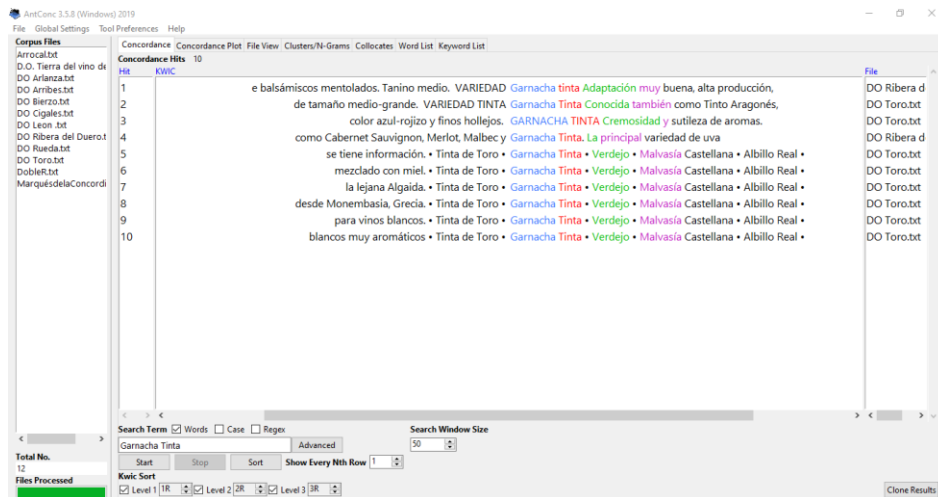 AntConc 3.5.8 (Windows) 2019
File Global Settings Tool Preferences Help
Corpus Files
Arrocal.txt
D.O. Tierra del vino de
DO Arlanza.txt
DO Arribes.txt
DO Bierzo.txt
DO Cigales.txt
DO Leon .txt
DO Ribera del Duero.t
DO Rueda.txt
DO Toro.txt
DobleR.txt
MarquésdelaConcordi
Total No.
12
Files Processed
Concordance Concordance Plot File View Clusters/N-Grams Collocates Word List Keyword List
Concordance Hits 10
Hit KWIC File
1 e balsámiscos mentolados. Tanino medio. VARIEDAD Garnacha tinta Adaptación muy buena, alta producción, DO Ribera d
2 de tamaño medio-grande. VARIEDAD TINTA Garnacha Tinta Conocida también como Tinto Aragonés, DO Toro.txt
3 color azul-rojizo y finos hollejos. GARNACHA TINTA Cremosidad y sutileza de aromas. DO Toro.txt
4 como Cabernet Sauvignon, Merlot, Malbec y Garnacha Tinta. La principal variedad de uva DO Ribera d
5 se tiene información. • Tinta de Toro • Garnacha Tinta • Verdejo • Malvasía Castellana • Albillo Real • DO Toro.txt
6 mezclado con miel. • Tinta de Toro • Garnacha Tinta • Verdejo • Malvasía Castellana • Albillo Real • DO Toro.txt
7 la lejana Algaida. • Tinta de Toro • Garnacha Tinta • Verdejo • Malvasía Castellana • Albillo Real • DO Toro.txt
8 desde Monembasia, Grecia. • Tinta de Toro • Garnacha Tinta • Verdejo • Malvasía Castellana • Albillo Real • DO Toro.txt
9 para vinos blancos. • Tinta de Toro • Garnacha Tinta • Verdejo • Malvasía Castellana • Albillo Real • DO Toro.txt
10 blancos muy aromáticos • Tinta de Toro • Garnacha Tinta • Verdejo • Malvasía Castellana • Albillo Real • DO Toro.txt
Search Term Words Case Regex Search Window Size
Garnacha Tinta Advanced 50
Start Stop Sort Show Every Nth Row 1
Kwic Sort
Level 1 1R Level 2 2R Level 3 3R Clone Results